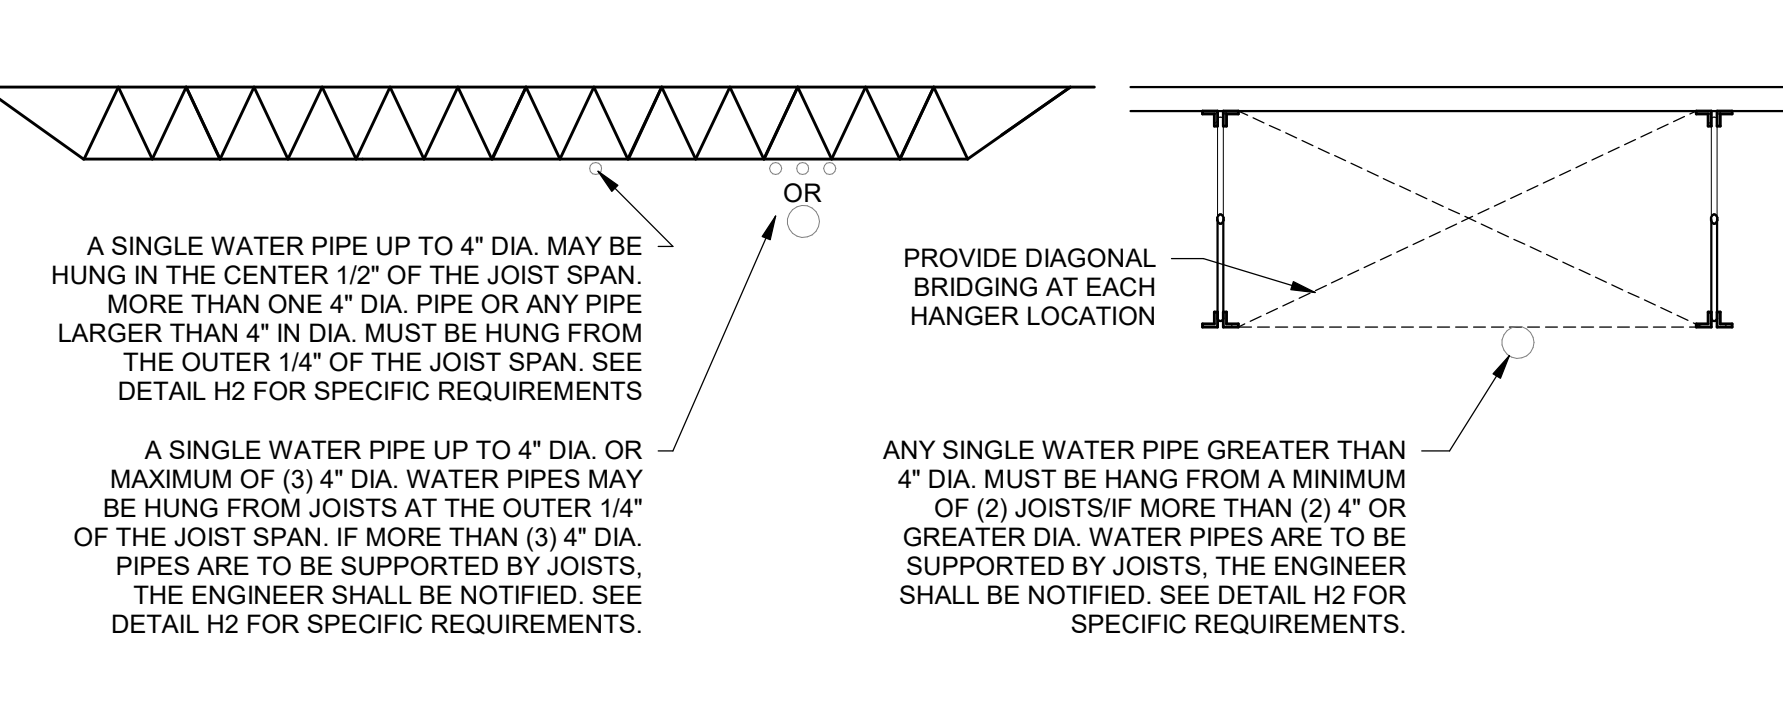 OR
A SINGLE WATER PIPE UP TO 4" DIA. MAY BE
HUNG IN THE CENTER 1/2" OF THE JOIST SPAN.
MORE THAN ONE 4" DIA. PIPE OR ANY PIPE
LARGER THAN 4" IN DIA. MUST BE HUNG FROM
THE OUTER 1/4" OF THE JOIST SPAN. SEE
DETAIL H2 FOR SPECIFIC REQUIREMENTS
A SINGLE WATER PIPE UP TO 4" DIA. OR
MAXIMUM OF (3) 4" DIA. WATER PIPES MAY
BE HUNG FROM JOISTS AT THE OUTER 1/4"
OF THE JOIST SPAN. IF MORE THAN (3) 4" DIA.
PIPES ARE TO BE SUPPORTED BY JOISTS,
THE ENGINEER SHALL BE NOTIFIED. SEE
DETAIL H2 FOR SPECIFIC REQUIREMENTS.
PROVIDE DIAGONAL
BRIDGING AT EACH
HANGER LOCATION
ANY SINGLE WATER PIPE GREATER THAN
4" DIA. MUST BE HANG FROM A MINIMUM
OF (2) JOISTS/IF MORE THAN (2) 4" OR
GREATER DIA. WATER PIPES ARE TO BE
SUPPORTED BY JOISTS, THE ENGINEER
SHALL BE NOTIFIED. SEE DETAIL H2 FOR
SPECIFIC REQUIREMENTS.